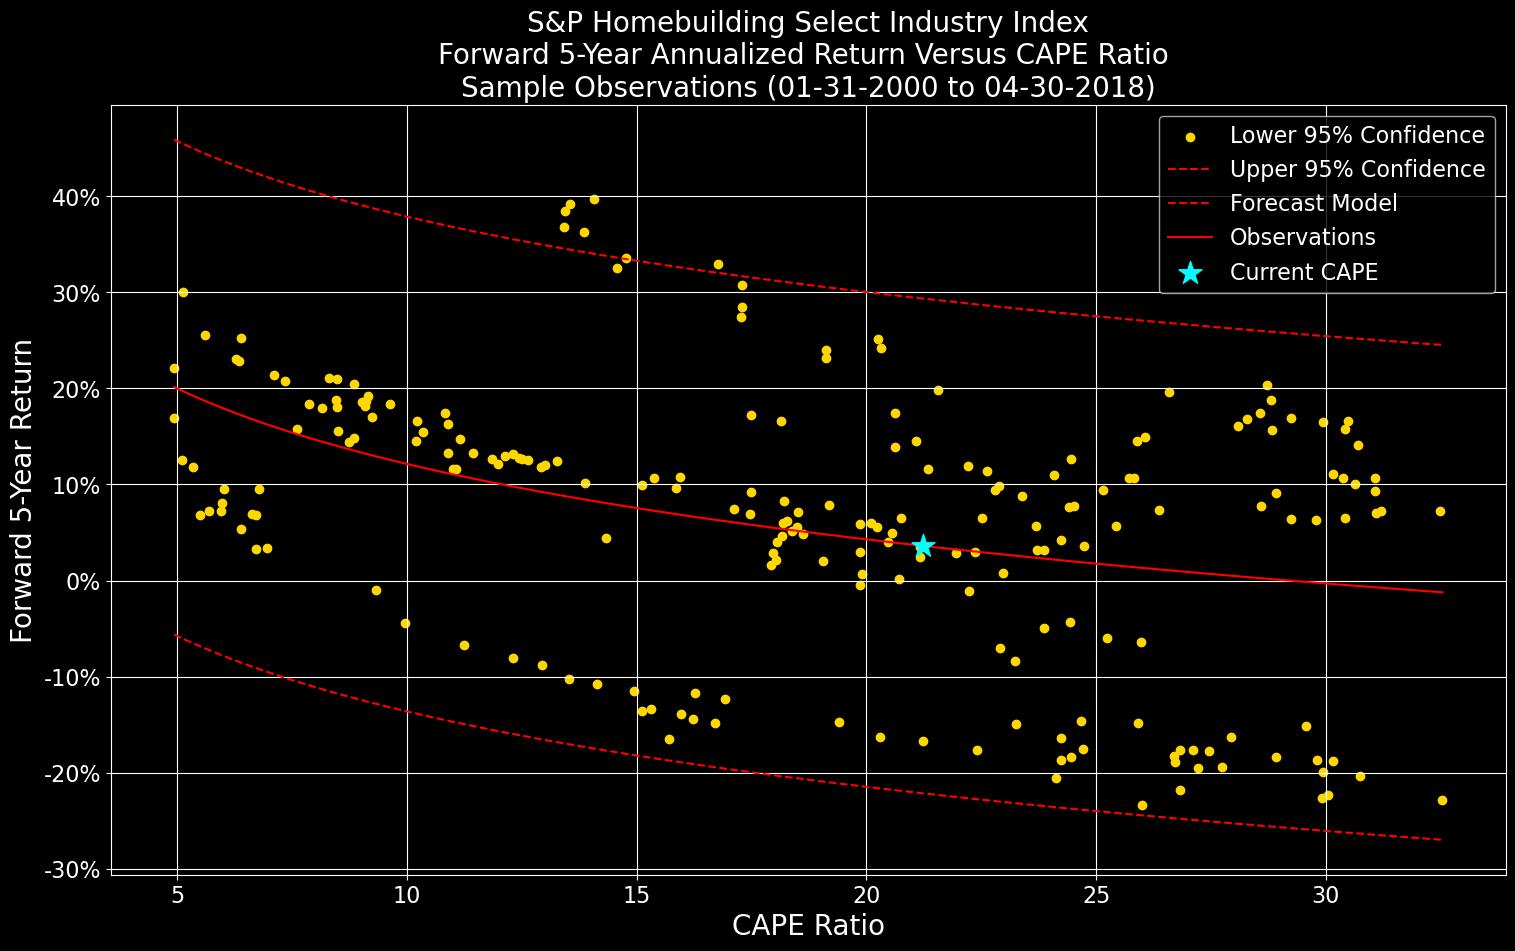 S&P Homebuilding Select Industry Index
Forward 5-Year Annualized Return Versus CAPE Ratio
Sample Observations (01-31-2000 to 04-30-2018)
Lower 95% Confidence
Upper 95% Confidence
Forecast Model
Observations
Current CAPE
Forward 5-Year Return
40%
30%
20%
10%
0%
-10%
-20%
-30%
5 10 15 20 25 30
CAPE Ratio